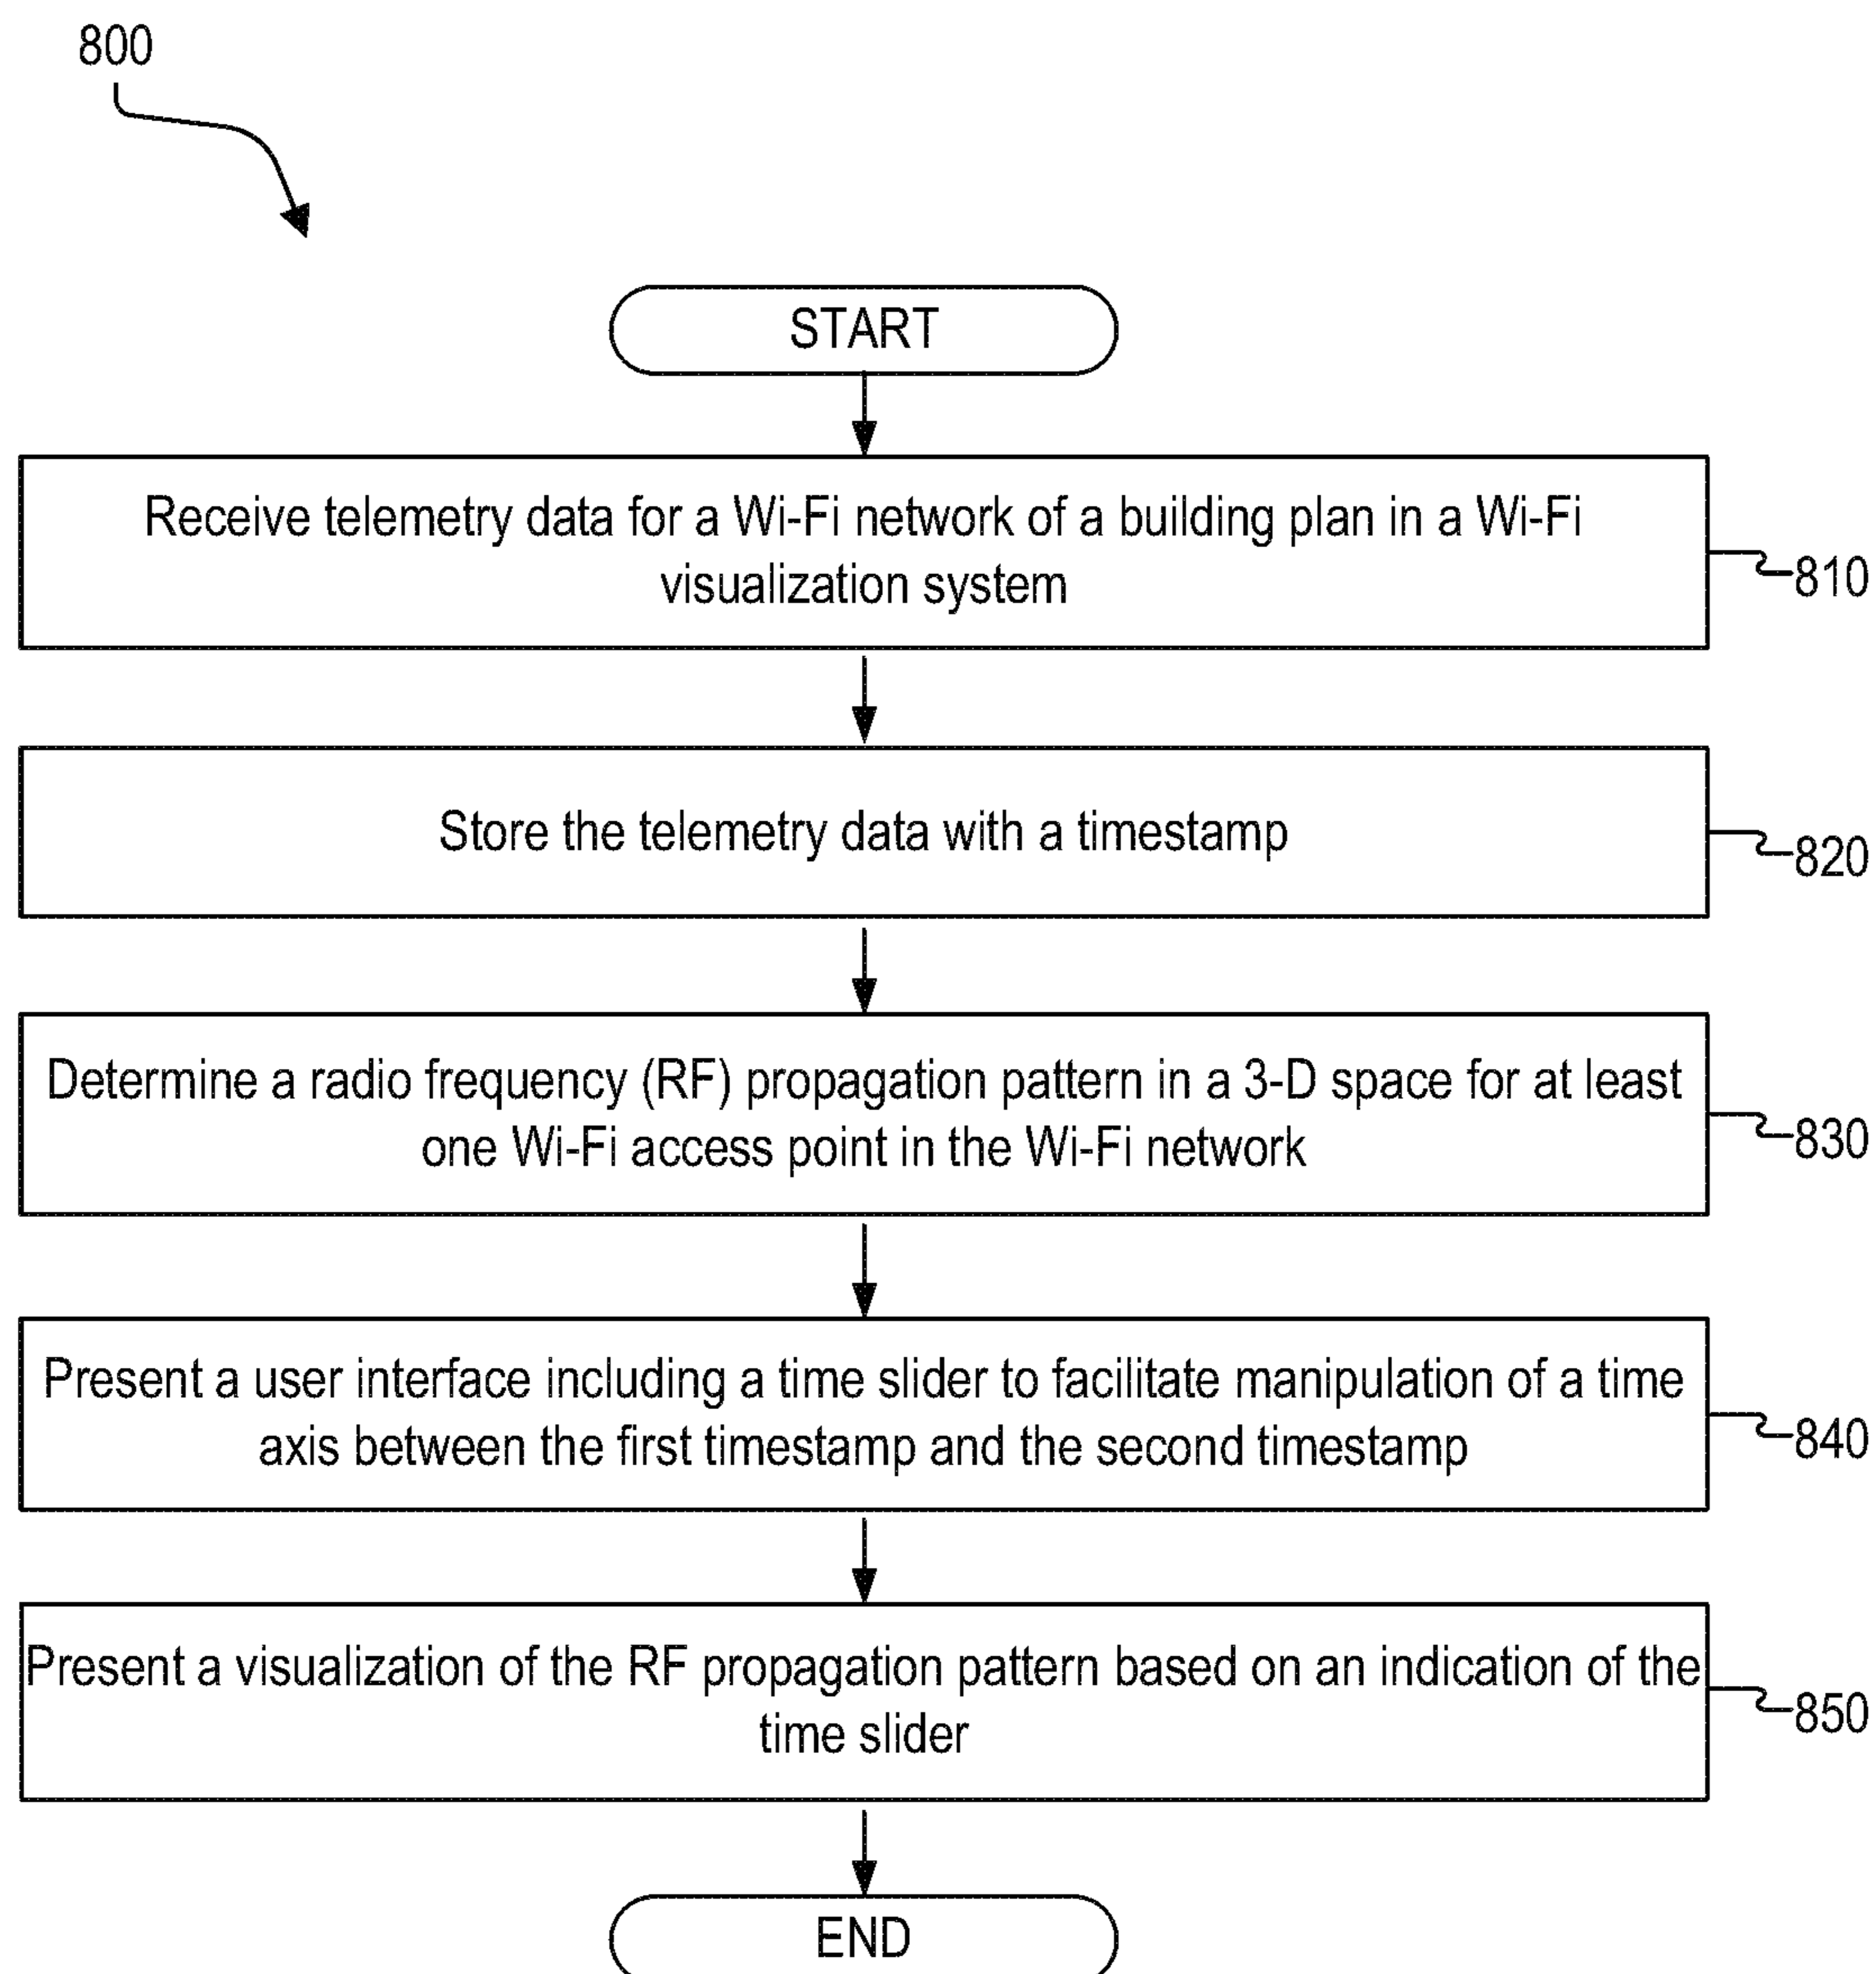 800
START
Receive telemetry data for a Wi-Fi network of a building plan in a Wi-Fi
visualization system
810
Store the telemetry data with a timestamp
820
Determine a radio frequency (RF) propagation pattern in a 3-D space for at least
one Wi-Fi access point in the Wi-Fi network
830
Present a user interface including a time slider to facilitate manipulation of a time
axis between the first timestamp and the second timestamp
840
Present a visualization of the RF propagation pattern based on an indication of the
time slider
850
END